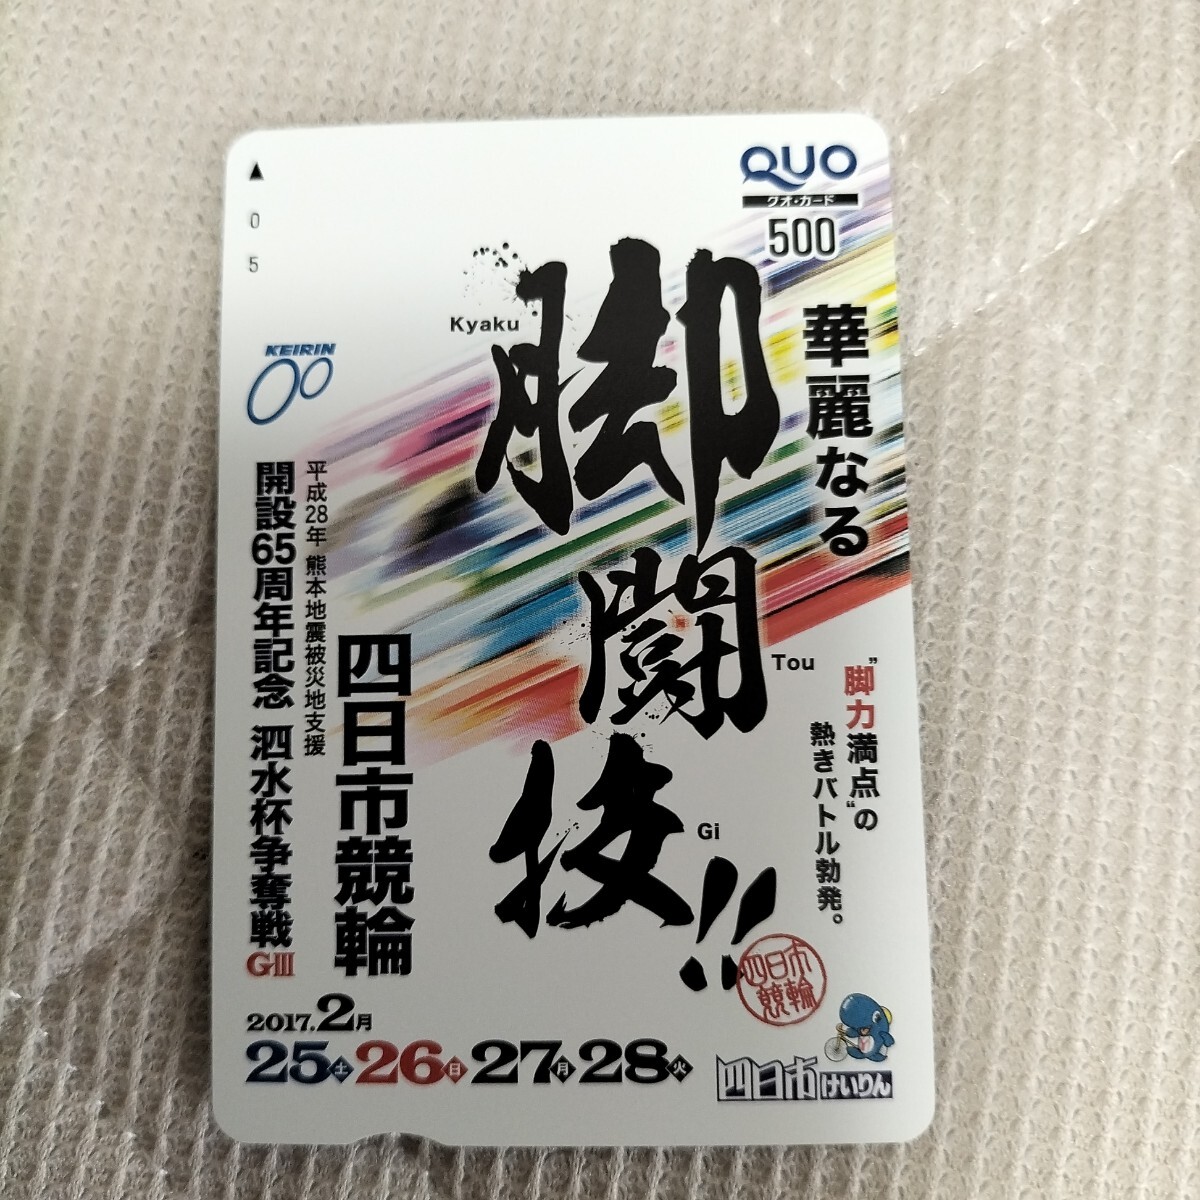 QUO
クオ・カード
500
0
5
KEIRIN
華麗なる
Kyaku
脚
闘
Tou
技!!
Gi
"脚力満点"の
熱きバトル勃発。
平成28年 熊本地震被災地支援
開設65周年記念 泗水杯争奪戦 GⅢ
四日市競輪
2017.2月
25土26日27月28火
四日市
競輪
四日市けいりん